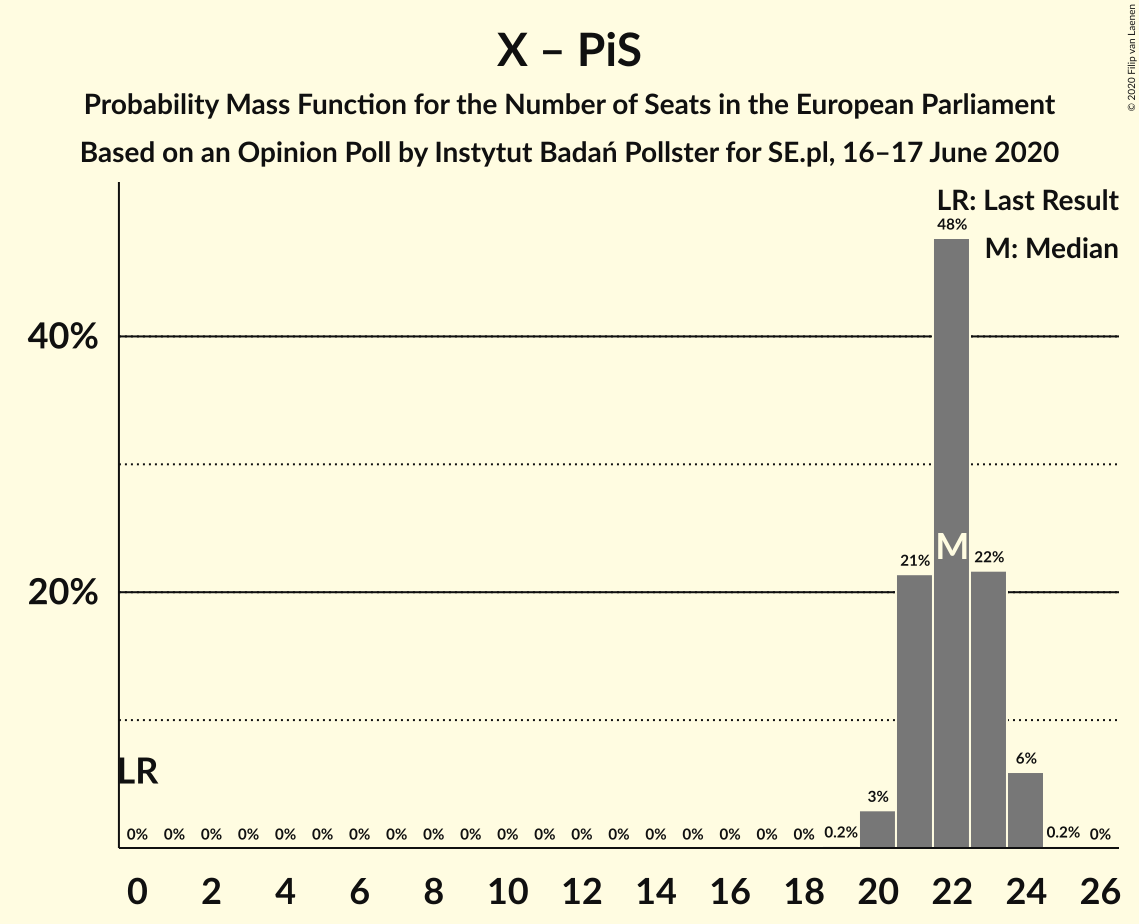 X – PiS
Probability Mass Function for the Number of Seats in the European Parliament
Based on an Opinion Poll by Instytut Badań Pollster for SE.pl, 16–17 June 2020
© 2020 Filip van Laenen
LR: Last Result
M: Median
48%
40%
M
21%
22%
20%
LR
6%
3%
0% 0% 0% 0% 0% 0% 0% 0% 0% 0% 0% 0% 0% 0% 0% 0% 0% 0% 0% 0.2% 0.2% 0%
0 2 4 6 8 10 12 14 16 18 20 22 24 26